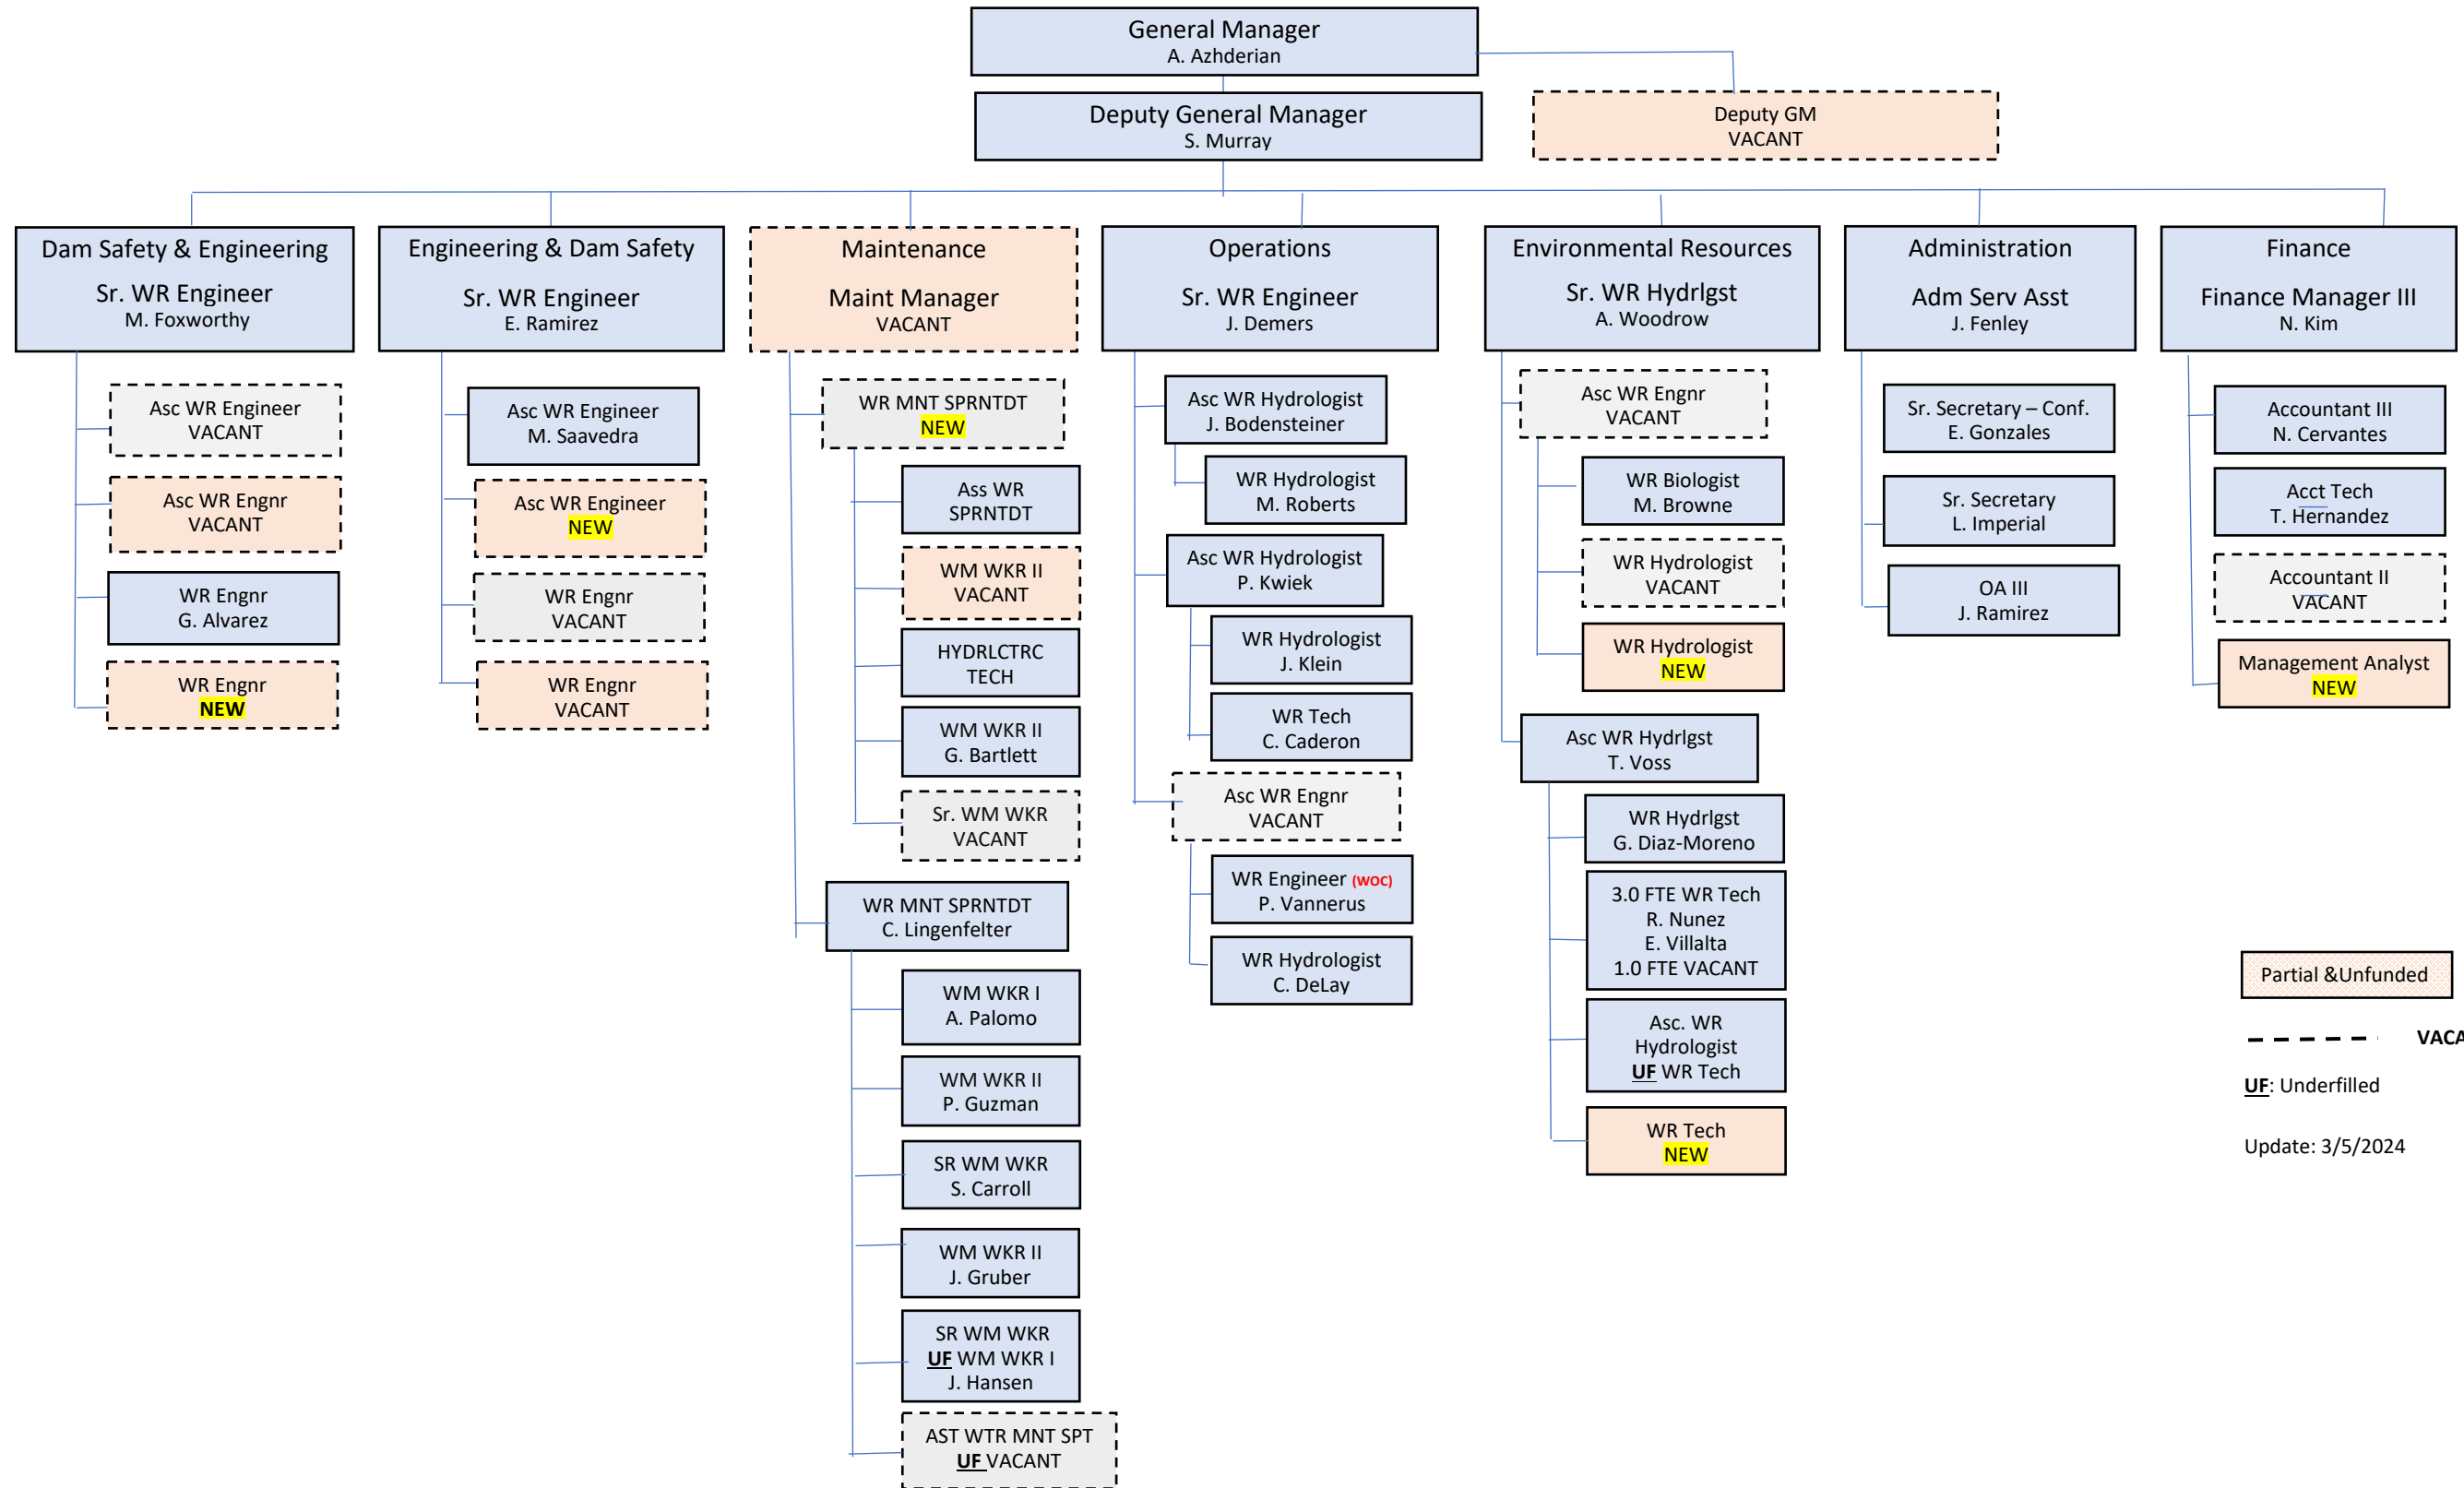 General Manager
A. Azhderian
Deputy General Manager
S. Murray
Deputy GM
VACANT
Dam Safety & Engineering
Sr. WR Engineer
M. Foxworthy
Asc WR Engineer
VACANT
Asc WR Engnr
VACANT
WR Engnr
G. Alvarez
WR Engnr
NEW
Engineering & Dam Safety
Sr. WR Engineer
E. Ramirez
Asc WR Engineer
M. Saavedra
Asc WR Engineer
NEW
WR Engnr
VACANT
WR Engnr
VACANT
Maintenance
Maint Manager
VACANT
WR MNT SPRNTDT
NEW
Ass WR
SPRNTDT
WM WKR II
VACANT
HYDRLCTRC
TECH
WM WKR II
G. Bartlett
Sr. WM WKR
VACANT
WR MNT SPRNTDT
C. Lingenfelter
WM WKR I
A. Palomo
WM WKR II
P. Guzman
SR WM WKR
S. Carroll
WM WKR II
J. Gruber
SR WM WKR
UF WM WKR I
J. Hansen
AST WTR MNT SPT
UF VACANT
Operations
Sr. WR Engineer
J. Demers
Asc WR Hydrologist
J. Bodensteiner
WR Hydrologist
M. Roberts
Asc WR Hydrologist
P. Kwiek
WR Hydrologist
J. Klein
WR Tech
C. Caderon
Asc WR Engnr
VACANT
WR Engineer (WOC)
P. Vannerus
WR Hydrologist
C. DeLay
Environmental Resources
Sr. WR Hydrlgst
A. Woodrow
Asc WR Engnr
VACANT
WR Biologist
M. Browne
WR Hydrologist
VACANT
WR Hydrologist
NEW
Asc WR Hydrlgst
T. Voss
WR Hydrlgst
G. Diaz-Moreno
3.0 FTE WR Tech
R. Nunez
E. Villalta
1.0 FTE VACANT
Asc. WR
Hydrologist
UF WR Tech
WR Tech
NEW
Administration
Adm Serv Asst
J. Fenley
Sr. Secretary – Conf.
E. Gonzales
Sr. Secretary
L. Imperial
OA III
J. Ramirez
Finance
Finance Manager III
N. Kim
Accountant III
N. Cervantes
Acct Tech
T. Hernandez
Accountant II
VACANT
Management Analyst
NEW
Partial &Unfunded
VACA
UF: Underfilled
Update: 3/5/2024